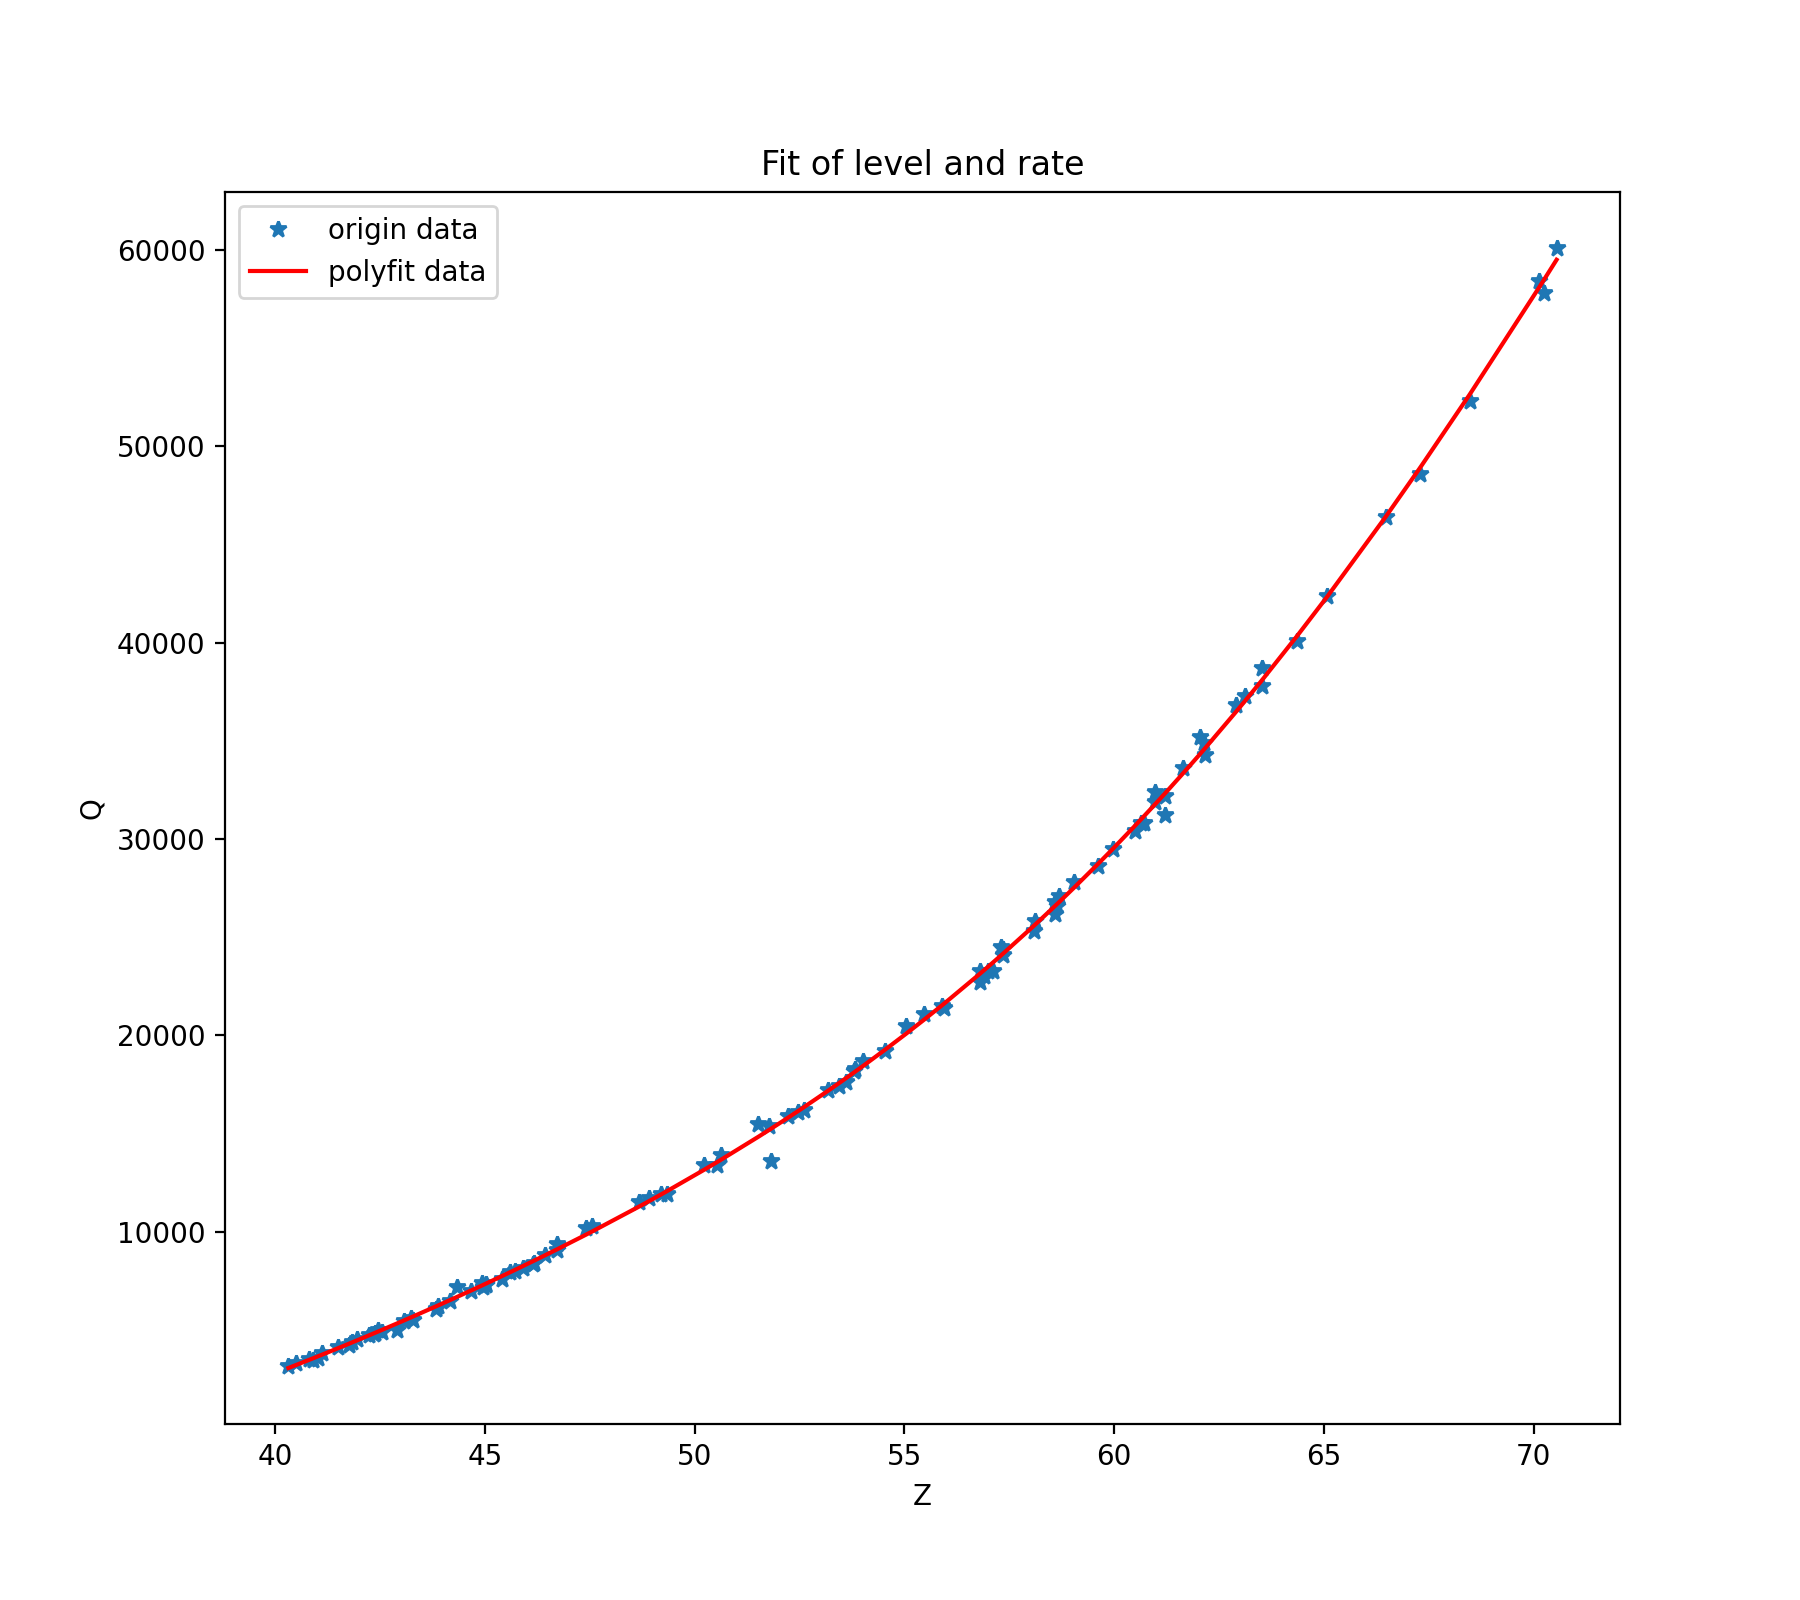 Fit of level and rate
origin data
polyfit data
60000
50000
40000
30000
20000
10000
Q
40 45 50 55 60 65 70
Z